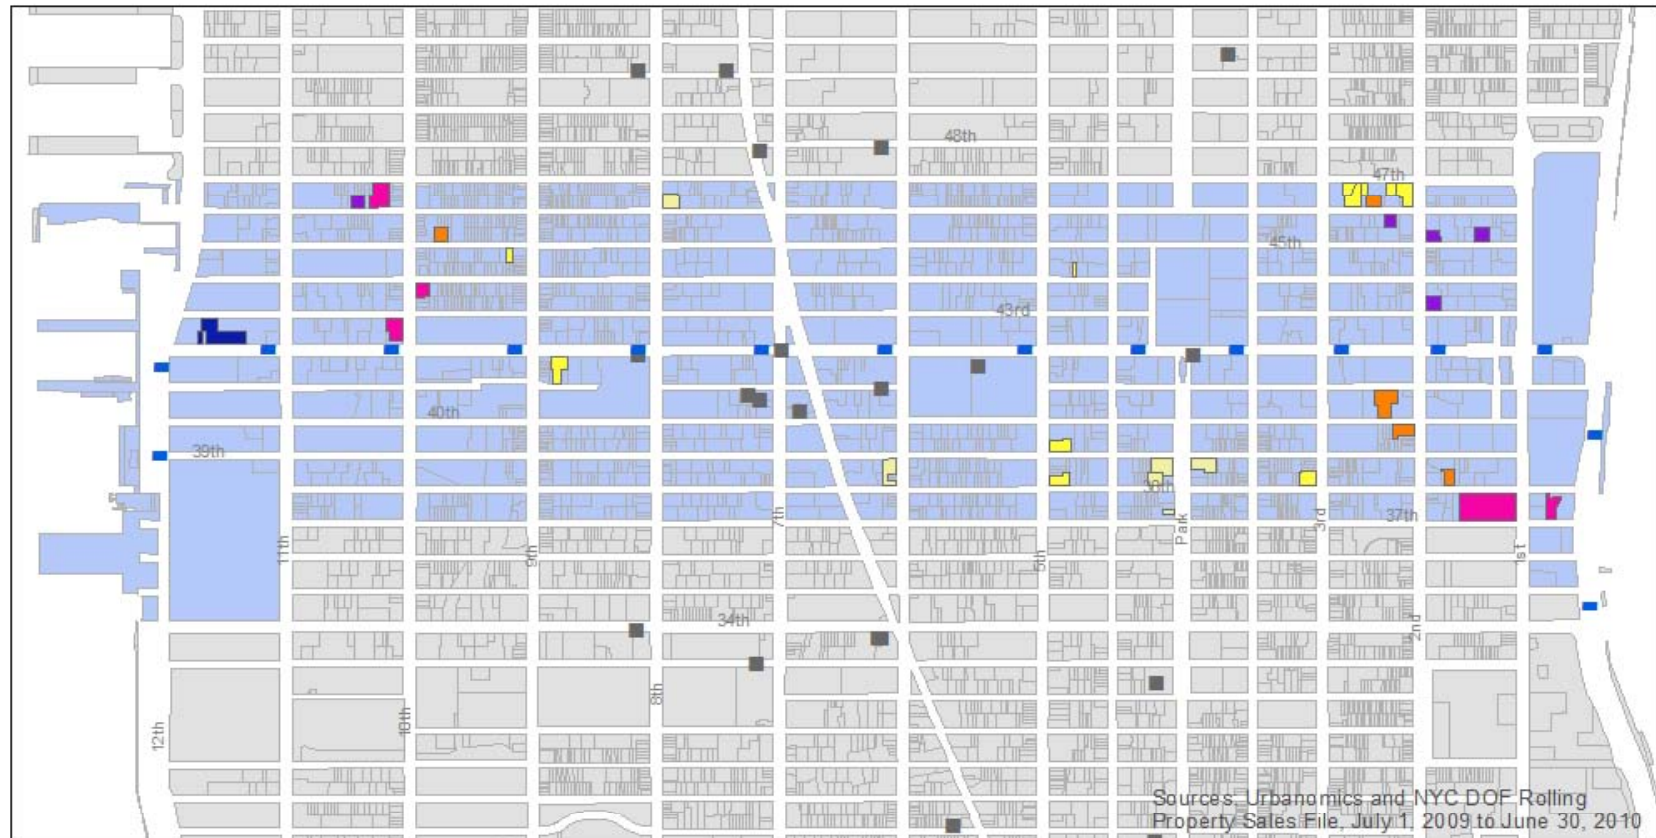 48th
47th
45th
43rd
40th
39th
38th
7th
37th
3rd
Park
11th
9th
5th
1st
34th
2nd
8th
10th
12th
Sources: Urbanomics and NYC DOF Rolling
Property Sales File, July 1, 2009 to June 30, 2010